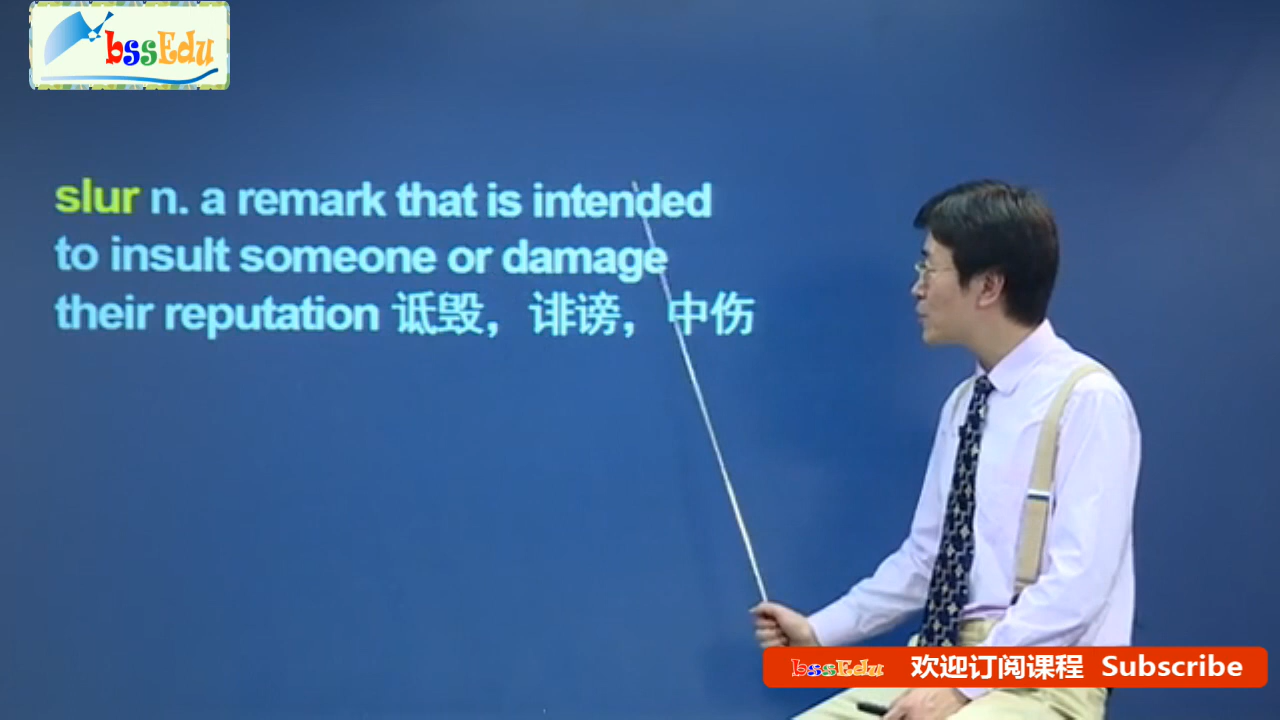 bssEdu
slur n. a remark that is intended
to insult someone or damage
their reputation 诋毁，诽谤，中伤
bssEdu 欢迎订阅课程 Subscribe